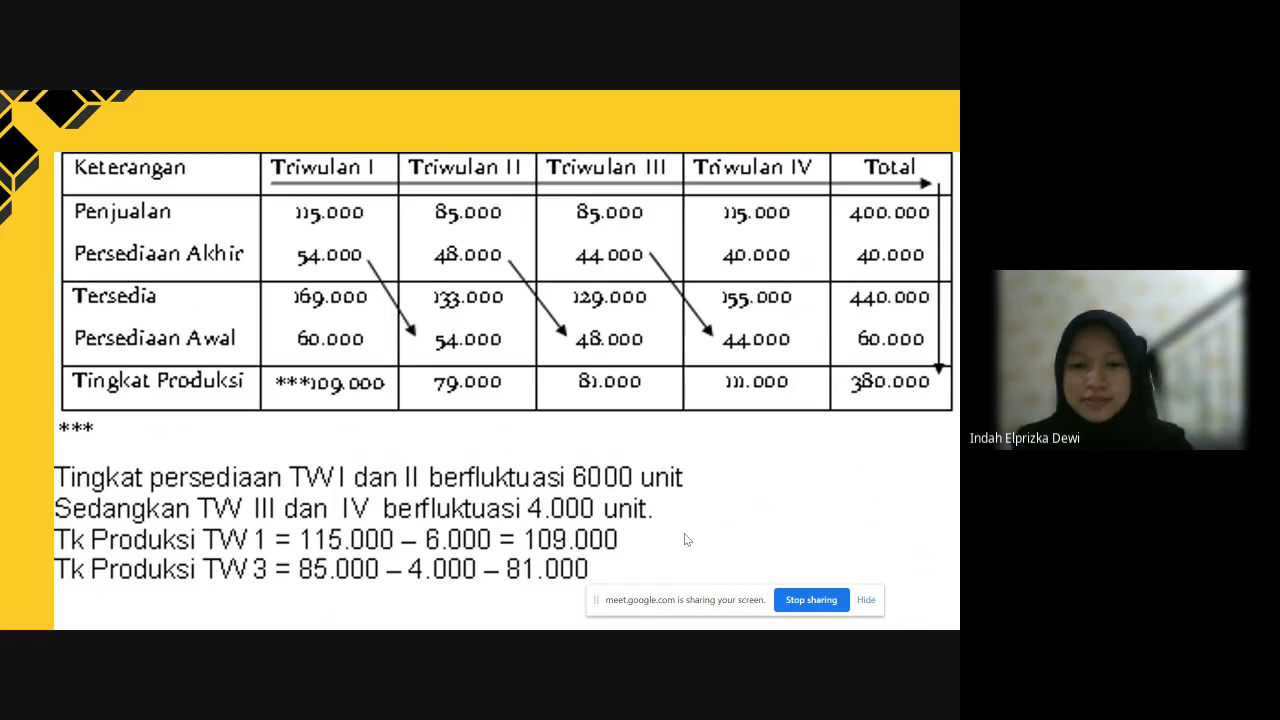 Keterangan Triwulan I Triwulan II Triwulan III Triwulan IV Total
Penjualan 115.000 85.000 85.000 115.000 400.000
Persediaan Akhir 54.000 48.000 44.000 40.000 40.000
Tersedia 169.000 133.000 129.000 155.000 440.000
Persediaan Awal 60.000 54.000 48.000 44.000 60.000
Tingkat Produksi ***109.000 79.000 81.000 111.000 380.000
***
Tingkat persediaan TW I dan II berfluktuasi 6000 unit
Sedangkan TW III dan IV berfluktuasi 4.000 unit.
Tk Produksi TW 1 = 115.000 – 6.000 = 109.000
Tk Produksi TW 3 = 85.000 – 4.000 – 81.000
meet.google.com is sharing your screen. Stop sharing Hide
Indah Elprizka Dewi